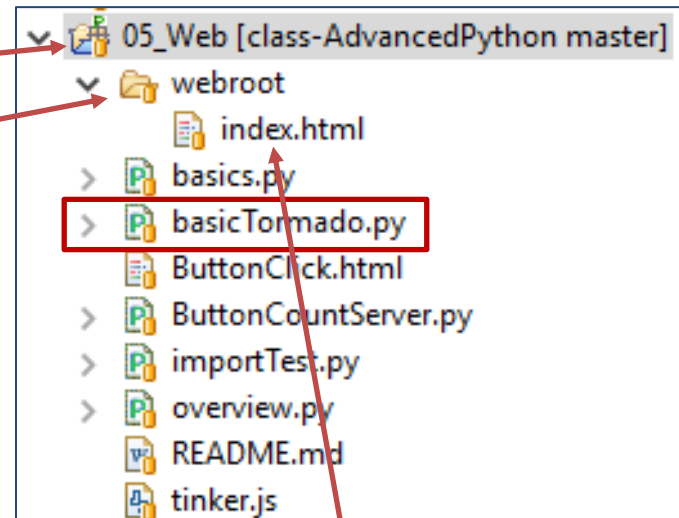 05_Web [class-AdvancedPython master]
webroot
index.html
basics.py
basicTormado.py
ButtonClick.html
ButtonCountServer.py
importTest.py
overview.py
README.md
tinker.js